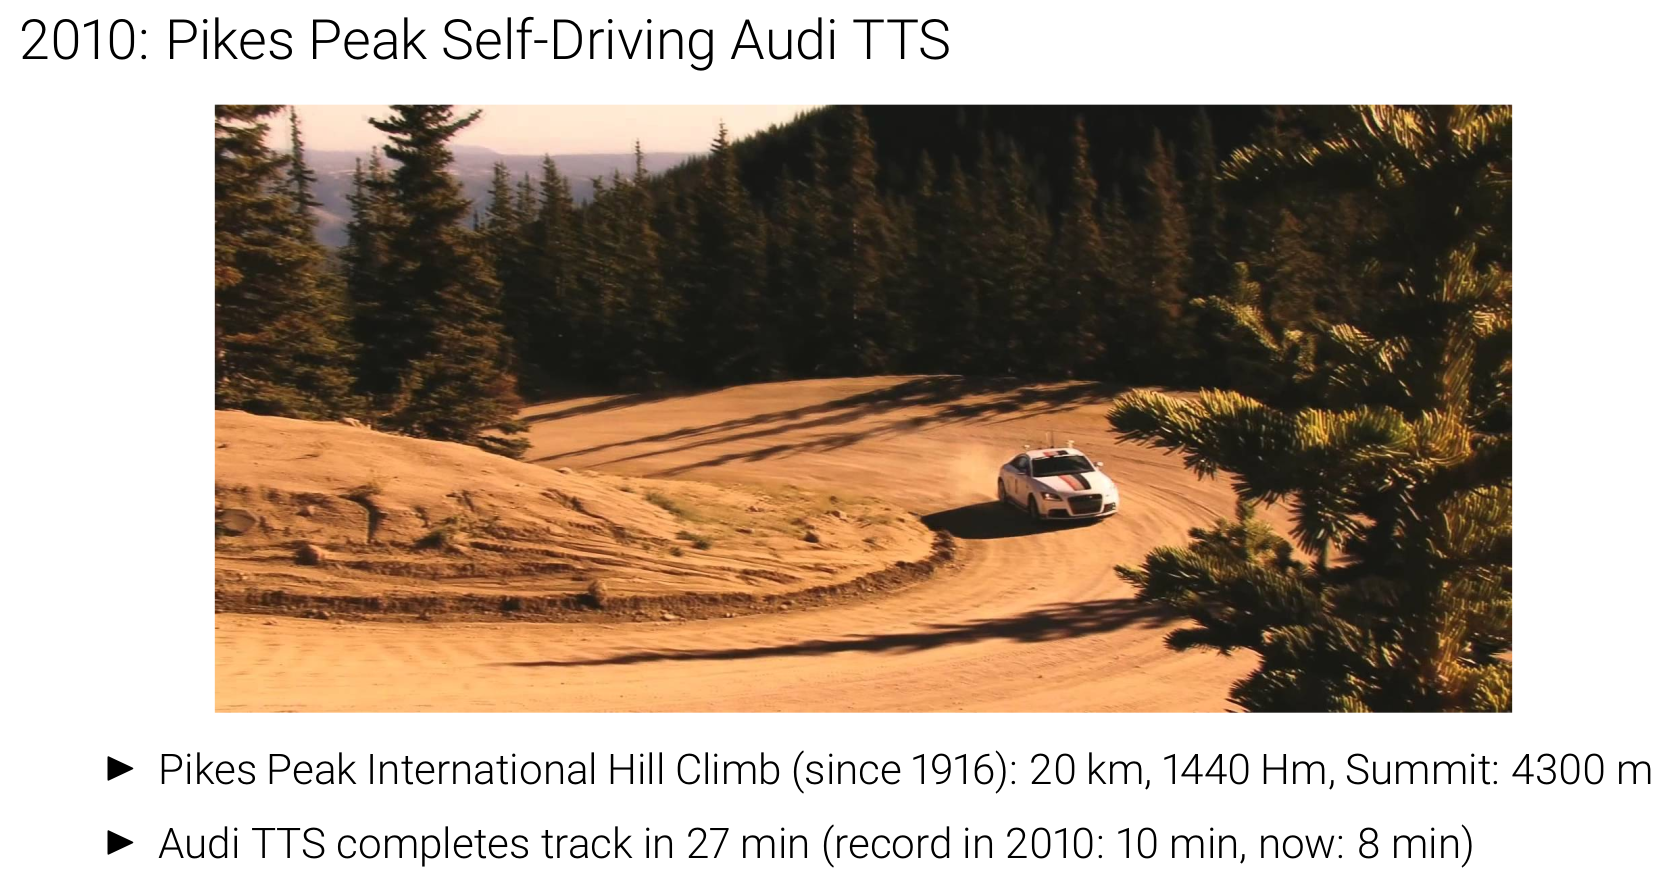 2010: Pikes Peak Self-Driving Audi TTS
► Pikes Peak International Hill Climb (since 1916): 20 km, 1440 Hm, Summit: 4300 m
► Audi TTS completes track in 27 min (record in 2010: 10 min, now: 8 min)